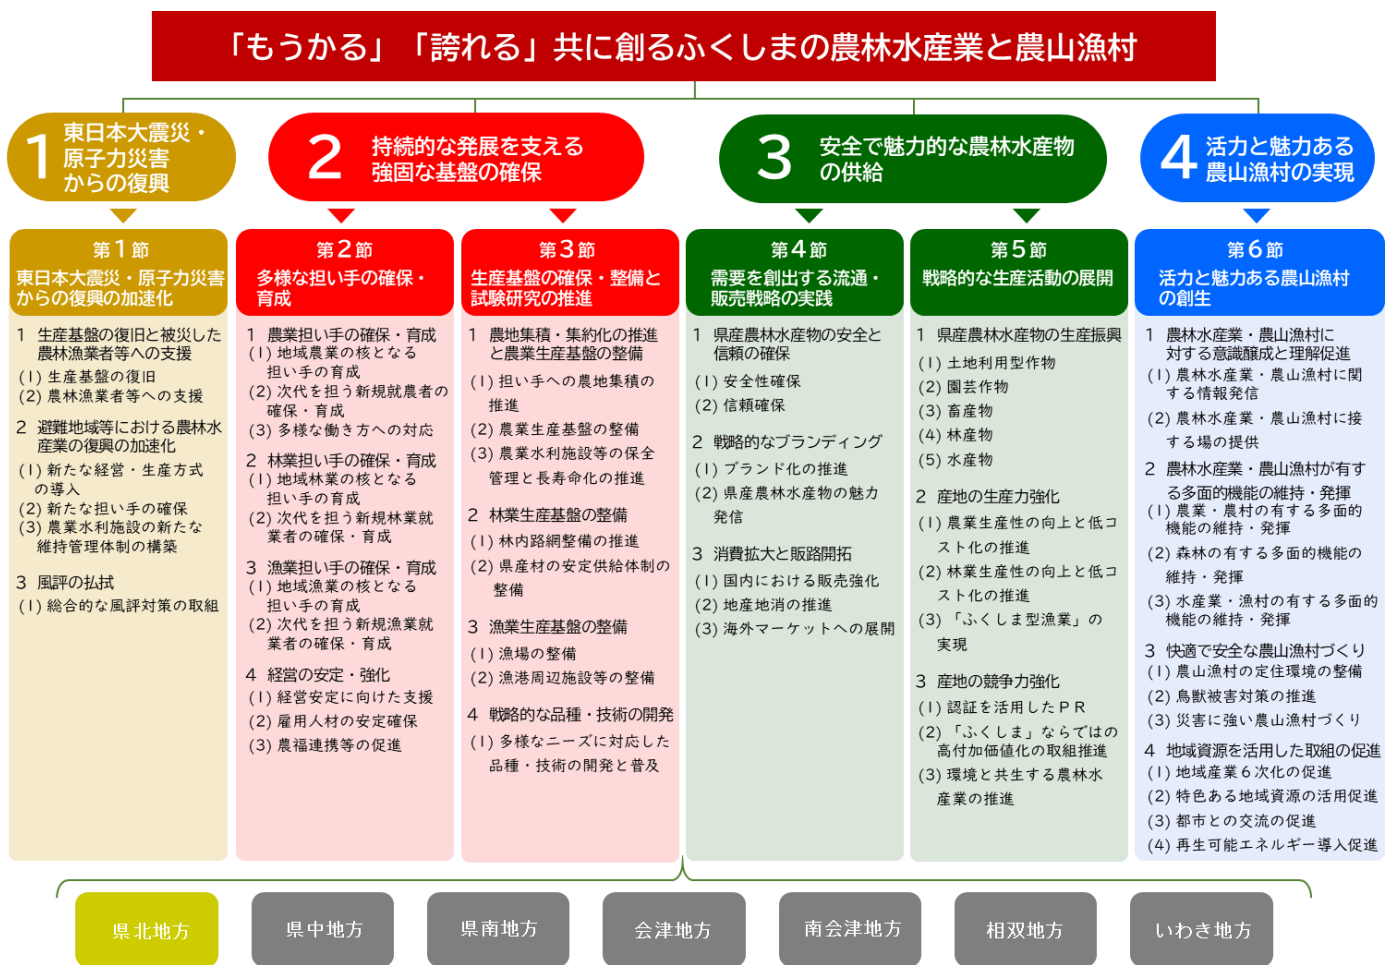 「もうかる」「誇れる」共に創るふくしまの農林水産業と農山漁村
1
東日本大震災・
原子力災害
からの復興
2
持続的な発展を支える
強固な基盤の確保
3
安全で魅力的な農林水産物
の供給
4
活力と魅力ある
農山漁村の実現
第1節
東日本大震災・原子力災害
からの復興の加速化
1 生産基盤の復旧と被災した
農林漁業者等への支援
(1) 生産基盤の復旧
(2) 農林漁業者等への支援
2 避難地域等における農林水
産業の復興の加速化
(1) 新たな経営・生産方式
の導入
(2) 新たな担い手の確保
(3) 農業水利施設の新たな
維持管理体制の構築
3 風評の払拭
(1) 総合的な風評対策の取組
第2節
多様な担い手の確保・
育成
1 農業担い手の確保・育成
(1) 地域農業の核となる
担い手の育成
(2) 次代を担う新規就農者の
確保・育成
(3) 多様な働き方への対応
2 林業担い手の確保・育成
(1) 地域林業の核となる
担い手の育成
(2) 次代を担う新規林業就
業者の確保・育成
3 漁業担い手の確保・育成
(1) 地域漁業の核となる
担い手の育成
(2) 次代を担う新規漁業就
業者の確保・育成
4 経営の安定・強化
(1) 経営安定に向けた支援
(2) 雇用人材の安定確保
(3) 農福連携等の促進
第3節
生産基盤の確保・整備と
試験研究の推進
1 農地集積・集約化の推進
と農業生産基盤の整備
(1) 担い手への農地集積の
推進
(2) 農業生産基盤の整備
(3) 農業水利施設等の保全
管理と長寿命化の推進
2 林業生産基盤の整備
(1) 林内路網整備の推進
(2) 県産材の安定供給体制の
整備
3 漁業生産基盤の整備
(1) 漁場の整備
(2) 漁港周辺施設等の整備
4 戦略的な品種・技術の開発
(1) 多様なニーズに対応した
品種・技術の開発と普及
第4節
需要を創出する流通・
販売戦略の実践
1 県産農林水産物の安全と
信頼の確保
(1) 安全性確保
(2) 信頼確保
2 戦略的なブランディング
(1) ブランド化の推進
(2) 県産農林水産物の魅力
発信
3 消費拡大と販路開拓
(1) 国内における販売強化
(2) 地産地消の推進
(3) 海外マーケットへの展開
第5節
戦略的な生産活動の展開
1 県産農林水産物の生産振興
(1) 土地利用型作物
(2) 園芸作物
(3) 畜産物
(4) 林産物
(5) 水産物
2 産地の生産力強化
(1) 農業生産性の向上と低コ
スト化の推進
(2) 林業生産性の向上と低コ
スト化の推進
(3) 「ふくしま型漁業」の
実現
3 産地の競争力強化
(1) 認証を活用したＰＲ
(2) 「ふくしま」ならではの
高付加価値化の取組推進
(3) 環境と共生する農林水
産業の推進
第6節
活力と魅力ある農山漁村
の創生
1 農林水産業・農山漁村に
対する意識醸成と理解促進
(1) 農林水産業・農山漁村に関
する情報発信
(2) 農林水産業・農山漁村に接
する場の提供
2 農林水産業・農山漁村が有す
る多面的機能の維持・発揮
(1) 農業・農村の有する多面的
機能の維持・発揮
(2) 森林の有する多面的機能の
維持・発揮
(3) 水産業・漁村の有する多面的
機能の維持・発揮
3 快適で安全な農山漁村づくり
(1) 農山漁村の定住環境の整備
(2) 鳥獣被害対策の推進
(3) 災害に強い農山漁村づくり
4 地域資源を活用した取組の促進
(1) 地域産業６次化の促進
(2) 特色ある地域資源の活用促進
(3) 都市との交流の促進
(4) 再生可能エネルギー導入促進
県北地方
県中地方
県南地方
会津地方
南会津地方
相双地方
いわき地方